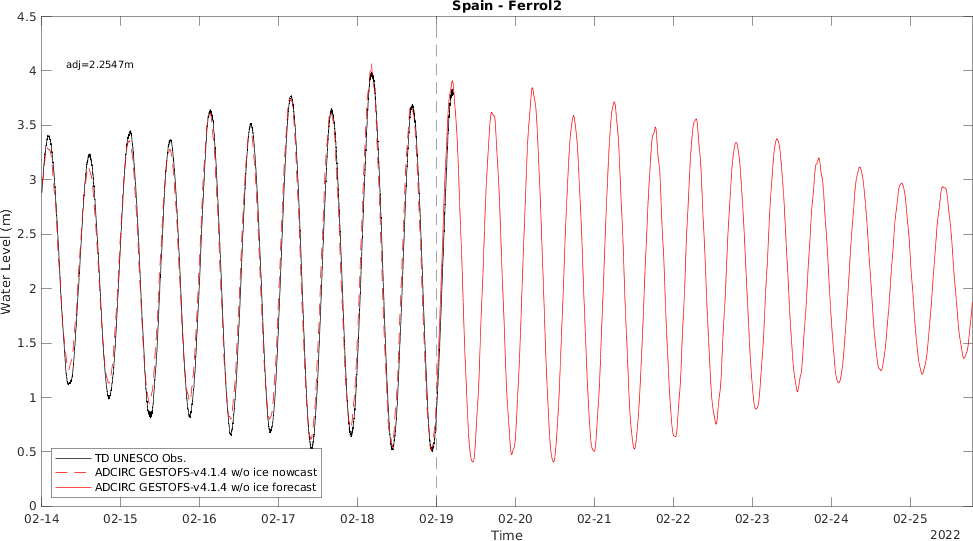 Spain - Ferrol2
adj=2.2547m
4.5
4
3.5
3
2.5
2
1.5
1
0.5
0
Water Level (m)
TD UNESCO Obs.
ADCIRC GESTOFS-v4.1.4 w/o ice nowcast
ADCIRC GESTOFS-v4.1.4 w/o ice forecast
02-14 02-15 02-16 02-17 02-18 02-19 02-20 02-21 02-22 02-23 02-24 02-25
Time
2022